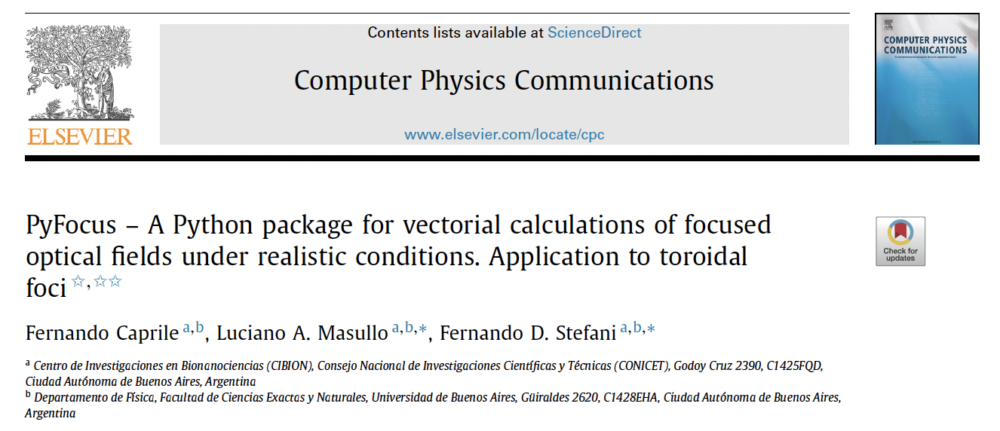 Contents lists available at ScienceDirect
Computer Physics Communications
www.elsevier.com/locate/cpc
ELSEVIER
COMPUTER PHYSICS
COMMUNICATIONS
PyFocus – A Python package for vectorial calculations of focused
optical fields under realistic conditions. Application to toroidal
foci ☆,☆☆
Check for
updates
Fernando Caprile a,b, Luciano A. Masullo a,b,∗, Fernando D. Stefani a,b,∗
a Centro de Investigaciones en Bionanociencias (CIBION), Consejo Nacional de Investigaciones Científicas y Técnicas (CONICET), Godoy Cruz 2390, C1425FQD,
Ciudad Autónoma de Buenos Aires, Argentina
b Departamento de Física, Facultad de Ciencias Exactas y Naturales, Universidad de Buenos Aires, Güiraldes 2620, C1428EHA, Ciudad Autónoma de Buenos Aires,
Argentina